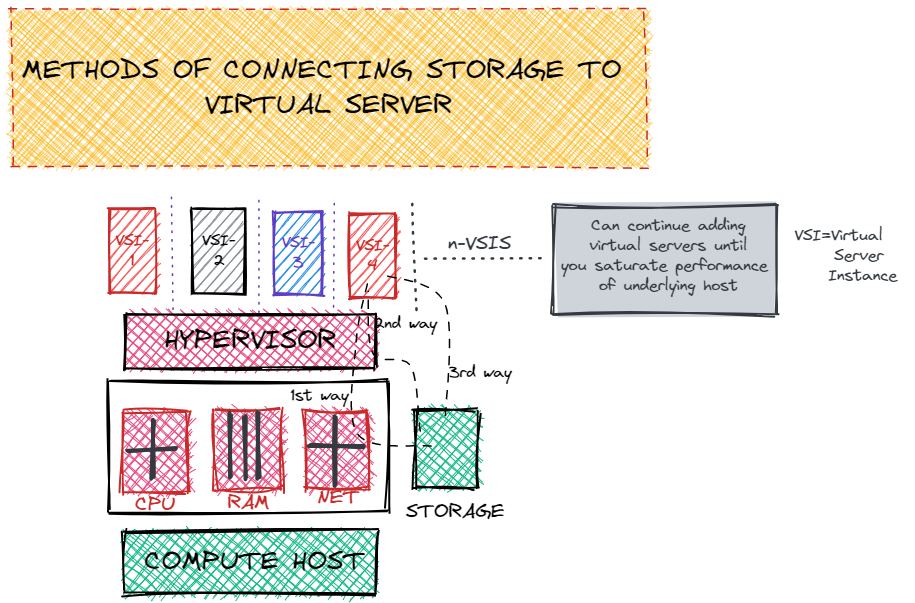 METHODS OF CONNECTING STORAGE TO
VIRTUAL SERVER
VSI-
1
VSI-
2
VSI-
3
VSI-
4
n-VSIS
Can continue adding
virtual servers until
you saturate performance
of underlying host
VSI=Virtual
Server
Instance
2nd way
HYPERVISOR
3rd way
1st way
CPU
RAM
NET
STORAGE
COMPUTE HOST